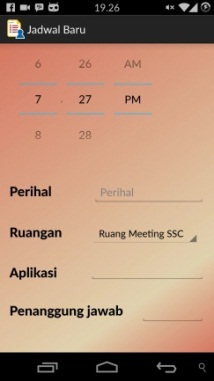 19.26
Jadwal Baru
6 26 AM
7 . 27 PM
8 28
Perihal Perihal
Ruangan Ruang Meeting SSC
Aplikasi
Penanggung jawab